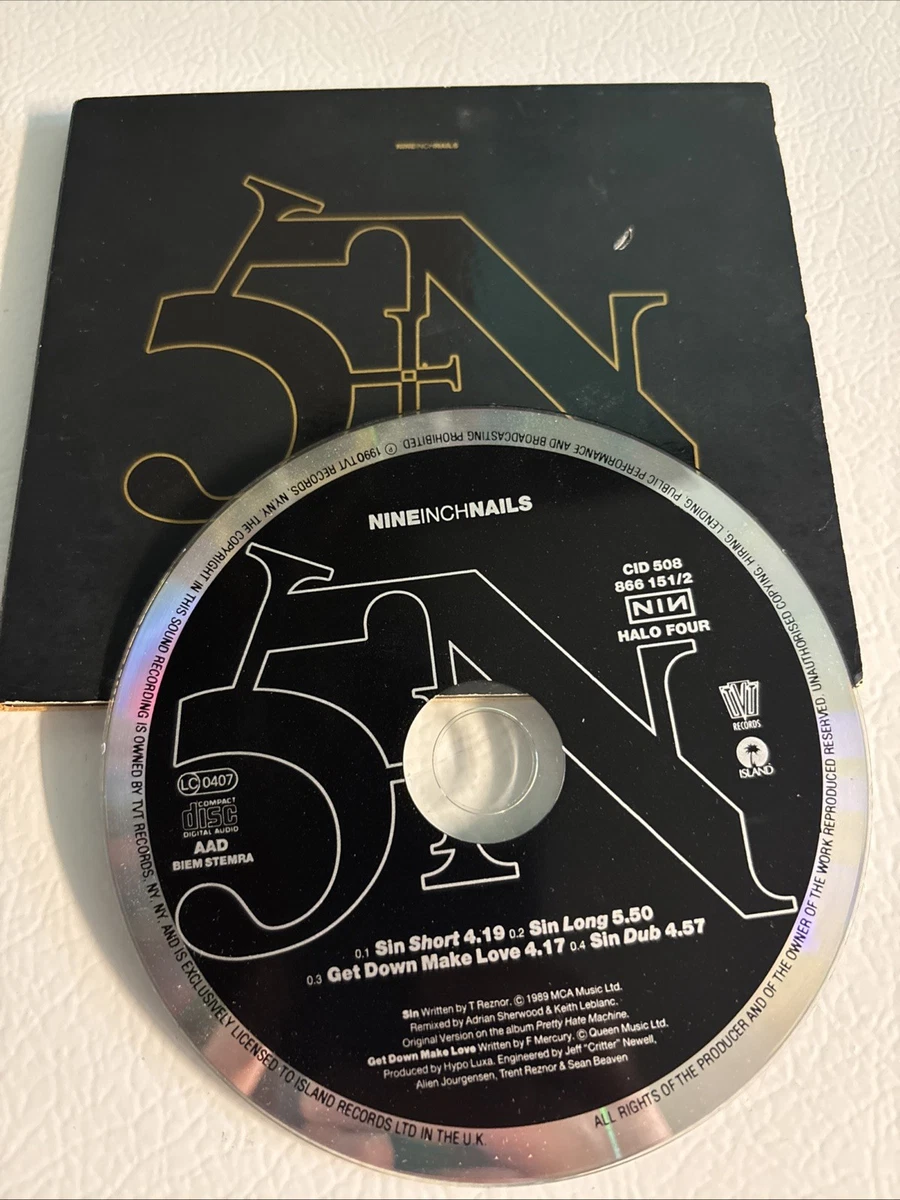 NINEINCHNAILS
NINEINCHNAILS
CID 508
866 151/2
NIN
HALO FOUR
TVT
RECORDS
ISLAND
LC 0407
COMPACT
disc
DIGITAL AUDIO
AAD
BIEM STEMRA
0.1 Sin Short 4.19 0.2 Sin Long 5.50
0.3 Get Down Make Love 4.17 0.4 Sin Dub 4.57
Sin Written by T Reznor. © 1989 MCA Music Ltd.
Remixed by Adrian Sherwood & Keith Leblanc.
Original Version on the album Pretty Hate Machine.
Get Down Make Love Written by F Mercury. © Queen Music Ltd.
Produced by Hypo Luxa. Engineered by Jeff "Critter" Newell,
Alien Jourgensen, Trent Reznor & Sean Beaven
ALL RIGHTS OF THE PRODUCER AND OF THE OWNER OF THE WORK REPRODUCED RESERVED. UNAUTHORISED COPYING, HIRING, LENDING, PUBLIC PERFORMANCE AND BROADCASTING PROHIBITED. ℗ 1990 TVT RECORDS, NY.NY. THE COPYRIGHT IN THIS SOUND RECORDING IS OWNED BY TVT RECORDS, NY. NY. AND IS EXCLUSIVELY LICENSED TO ISLAND RECORDS LTD IN THE U.K.